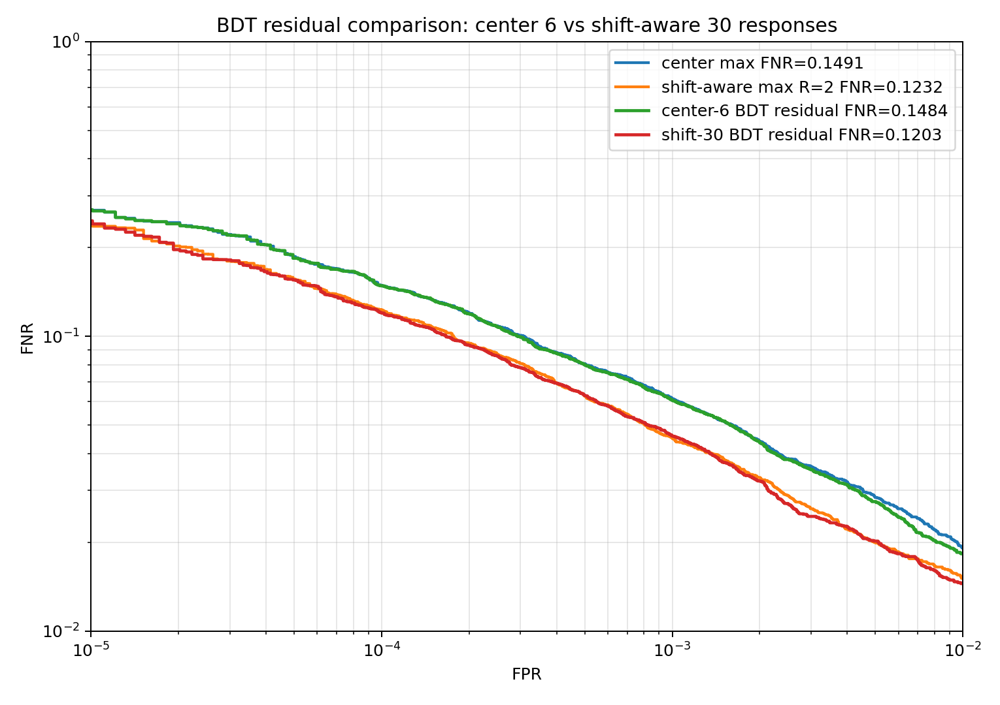 BDT residual comparison: center 6 vs shift-aware 30 responses
center max FNR=0.1491
shift-aware max R=2 FNR=0.1232
center-6 BDT residual FNR=0.1484
shift-30 BDT residual FNR=0.1203
10⁰
10⁻¹
10⁻²
FNR
10⁻⁵ 10⁻⁴ 10⁻³ 10⁻²
FPR